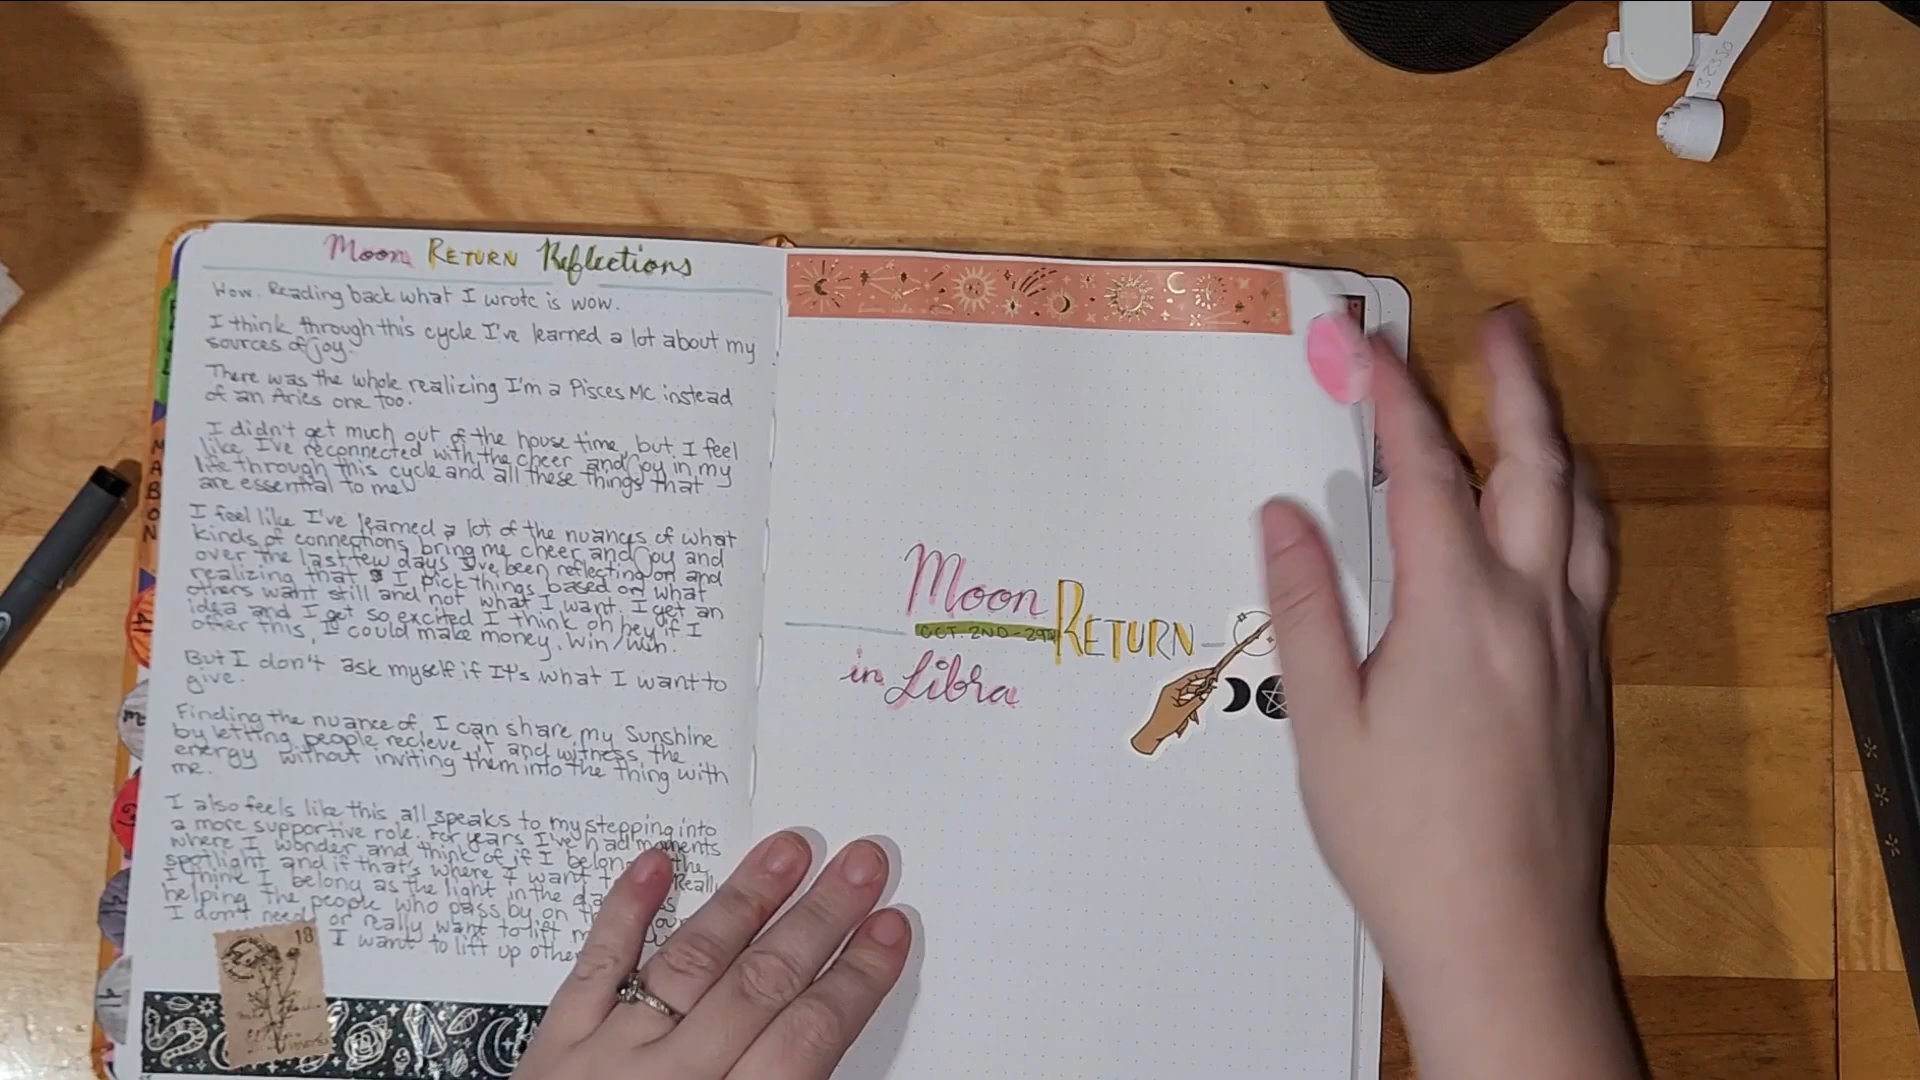 Moon RETURN Reflections
Wow. Reading back what I wrote is wow.
I think through this cycle I've learned a lot about my
sources of joy.
There was the whole realizing I'm a Pisces MC instead
of an Aries one too.
I didn't get much out of the house time, but I feel
like I've reconnected with the cheer and joy in my
life through this cycle and all these things that
are essential to me.
I feel like I've learned a lot of the nuances of what
kinds of connections bring me cheer and joy and
over the last few days I've been reflecting on and
realizing that I pick things based on what
others want still and not what I want. I get an
idea and I get so excited I think oh hey if I
offer this, I could make money. Win/win.
But I don't ask myself if It's what I want to
give.
Finding the nuance of I can share my Sunshine
by letting people recieve it and witness the
energy without inviting them into the thing with
me.
I also feels like this all speaks to my stepping into
a more supportive role. For years I've had moments
where I wonder and think of if I belong the
spotlight and if that's where I want Really
I think I belong as the light in the
helping the people who pass by on
I don't need or really want to lift
I want to lift up
18
MABON
Moon RETURN
OCT. 2ND - 29TH
in Libra